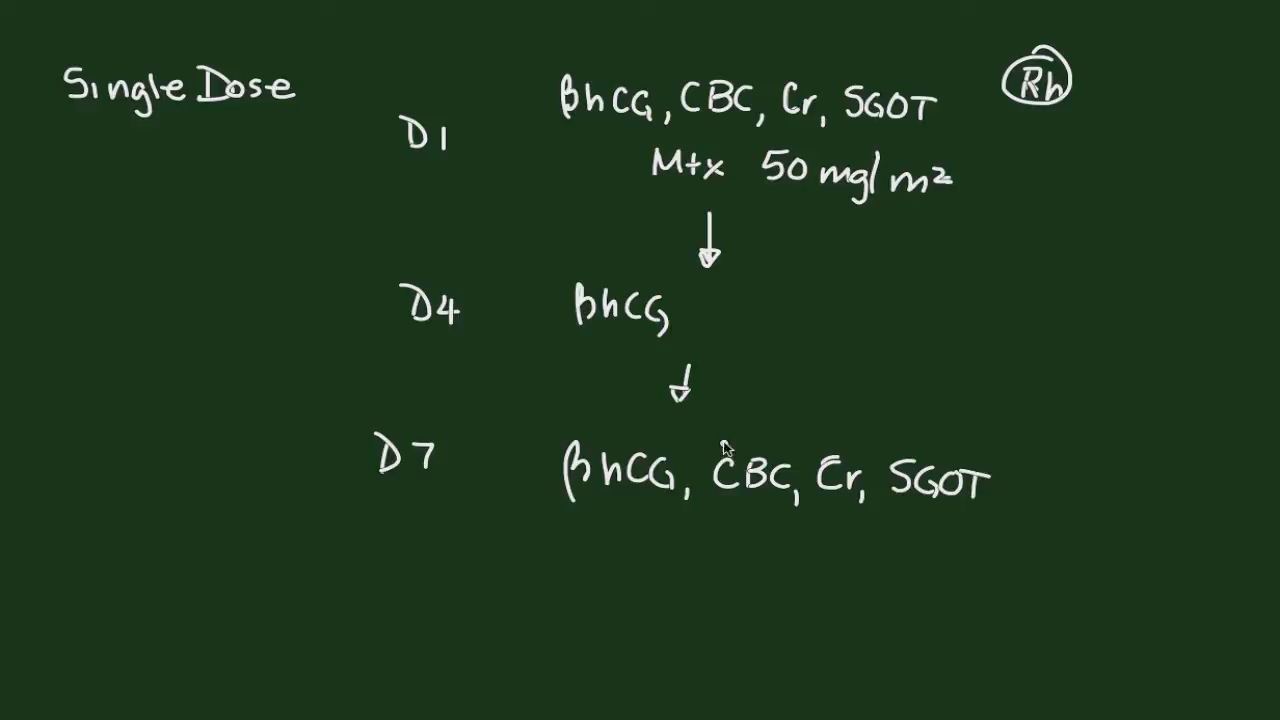 Single Dose
Rh
D1
βhCG, CBC, Cr, SGOT
Mtx 50 mg/m²
D4 βhCG
D7 βhCG, CBC, Cr, SGOT